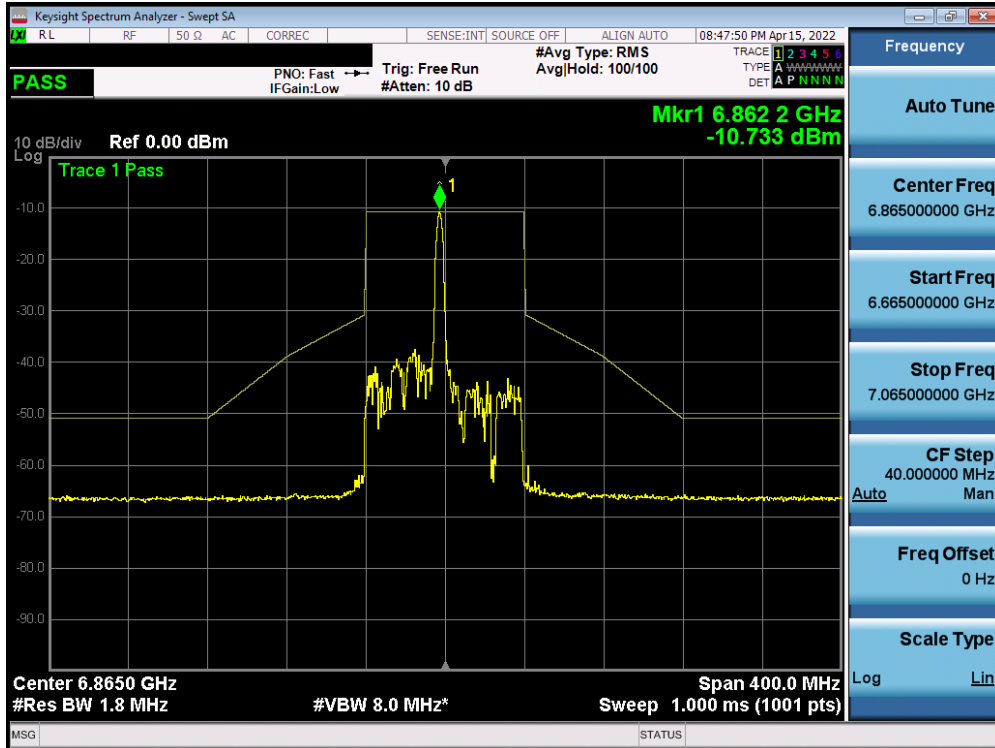 Keysight Spectrum Analyzer - Swept SA
LXI RL RF 50 Ω AC CORREC SENSE:INT SOURCE OFF ALIGN AUTO 08:47:50 PM Apr 15, 2022
PASS
PNO: Fast
IFGain:Low
Trig: Free Run
#Atten: 10 dB
#Avg Type: RMS
Avg|Hold: 100/100
TRACE 1 2 3 4 5 6
TYPE A WWWWW
DET A P N N N N
Mkr1 6.862 2 GHz
-10.733 dBm
10 dB/div Ref 0.00 dBm
Log
Trace 1 Pass
1
-10.0
-20.0
-30.0
-40.0
-50.0
-60.0
-70.0
-80.0
-90.0
Center 6.8650 GHz
Span 400.0 MHz
#Res BW 1.8 MHz
#VBW 8.0 MHz*
Sweep 1.000 ms (1001 pts)
MSG
STATUS
Frequency
Auto Tune
Center Freq
6.865000000 GHz
Start Freq
6.665000000 GHz
Stop Freq
7.065000000 GHz
CF Step
40.000000 MHz
Auto Man
Freq Offset
0 Hz
Scale Type
Log Lin